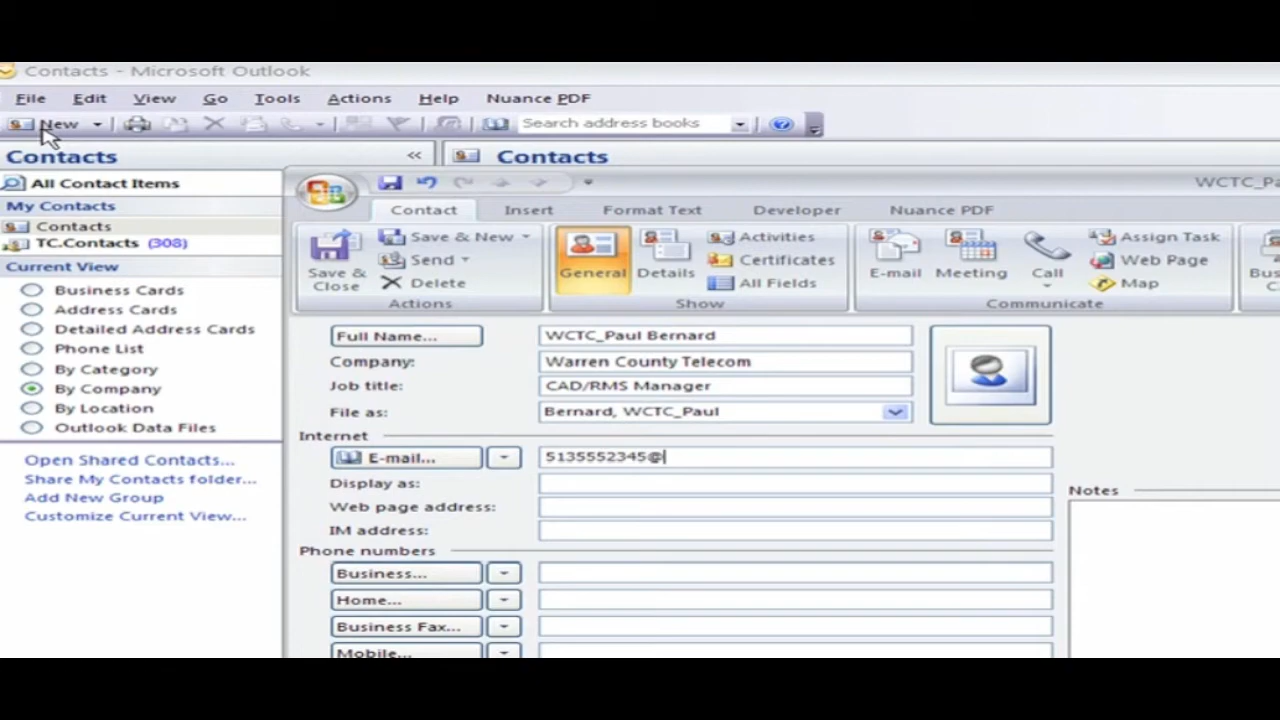 Contacts - Microsoft Outlook
File Edit View Go Tools Actions Help Nuance PDF
New Search address books
Contacts «
Contacts
All Contact Items
My Contacts
Contacts
TC.Contacts (308)
Current View
Business Cards
Address Cards
Detailed Address Cards
Phone List
By Category
By Company
By Location
Outlook Data Files
Open Shared Contacts...
Share My Contacts folder...
Add New Group
Customize Current View...
Contact Insert Format Text Developer Nuance PDF
Save & Close
Save & New
Send
Delete
Actions
General
Details
Activities
Certificates
All Fields
Show
E-mail
Meeting
Call
Assign Task
Web Page
Map
Communicate
Full Name... WCTC_Paul Bernard
Company: Warren County Telecom
Job title: CAD/RMS Manager
File as: Bernard, WCTC_Paul
Internet
E-mail... 5135552345@
Display as:
Web page address:
IM address:
Phone numbers
Business...
Home...
Business Fax...
Mobile...
Notes